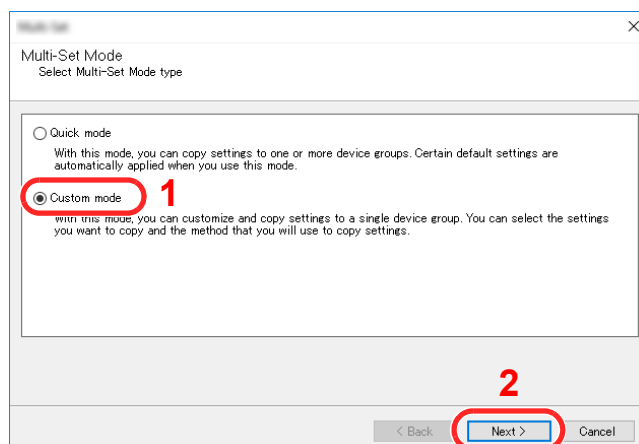 Multi-Set Mode
Select Multi-Set Mode type
Quick mode
With this mode, you can copy settings to one or more device groups. Certain default settings are
automatically applied when you use this mode.
Custom mode 1
With this mode, you can customize and copy settings to a single device group. You can select the settings
you want to copy and the method that you will use to copy settings.
2
< Back Next > Cancel